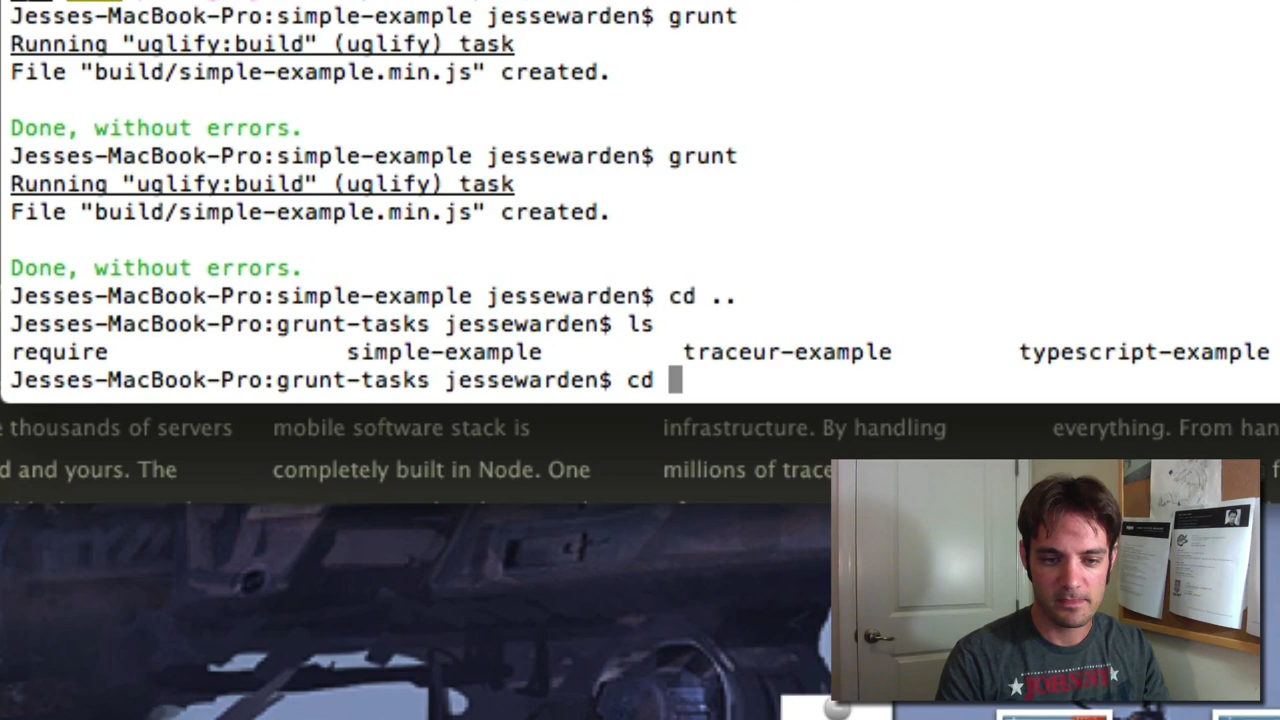 Jesses-MacBook-Pro:simple-example jessewarden$ grunt
Running "uglify:build" (uglify) task
File "build/simple-example.min.js" created.
Done, without errors.
Jesses-MacBook-Pro:simple-example jessewarden$ grunt
Running "uglify:build" (uglify) task
File "build/simple-example.min.js" created.
Done, without errors.
Jesses-MacBook-Pro:simple-example jessewarden$ cd ..
Jesses-MacBook-Pro:grunt-tasks jessewarden$ ls
require simple-example traceur-example typescript-example
Jesses-MacBook-Pro:grunt-tasks jessewarden$ cd
thousands of servers mobile software stack is infrastructure. By handling everything. From
d and yours. The completely built in Node. One millions of
JOHNNY